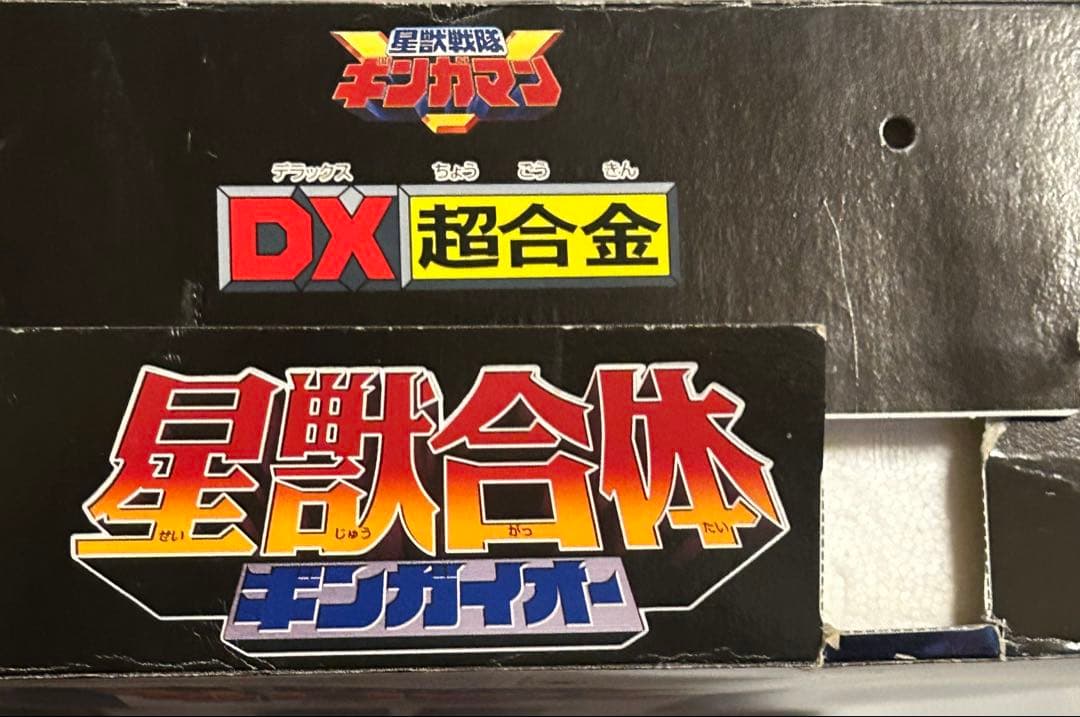 星獣戦隊
ギンガマン
デラックス ちょう ごう きん
DX 超合金
星獣合体
せい じゅう がっ たい
ギンガイオー